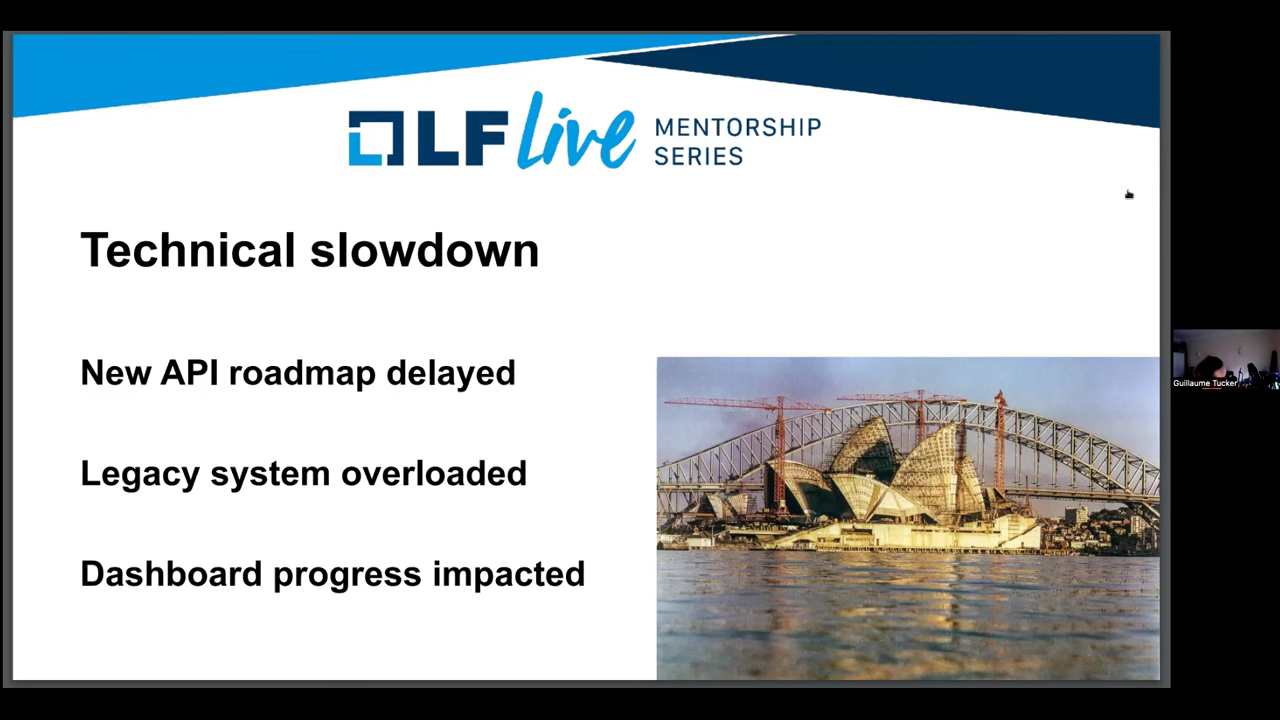 LF Live MENTORSHIP
SERIES
Technical slowdown
New API roadmap delayed
Legacy system overloaded
Dashboard progress impacted
Guillaume Tucker